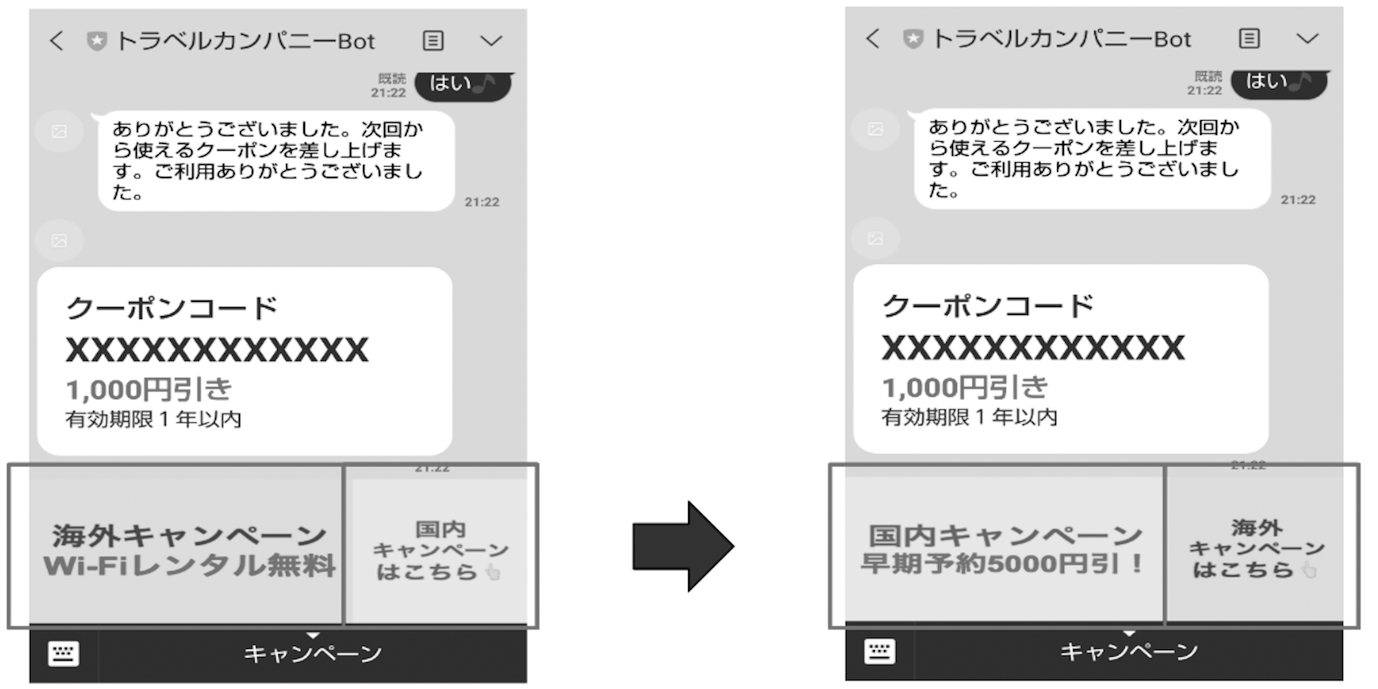 トラベルカンパニーBot
既読
21:22
はい
ありがとうございました。次回か
ら使えるクーポンを差し上げま
す。ご利用ありがとうございまし
た。
21:22
クーポンコード
XXXXXXXXXXXX
1,000円引き
有効期限1年以内
21:22
海外キャンペーン
Wi-Fiレンタル無料
国内
キャンペーン
はこちら
キャンペーン
トラベルカンパニーBot
既読
21:22
はい
ありがとうございました。次回か
ら使えるクーポンを差し上げま
す。ご利用ありがとうございまし
た。
21:22
クーポンコード
XXXXXXXXXXXX
1,000円引き
有効期限1年以内
21:22
国内キャンペーン
早期予約5000円引！
海外
キャンペーン
はこちら
キャンペーン